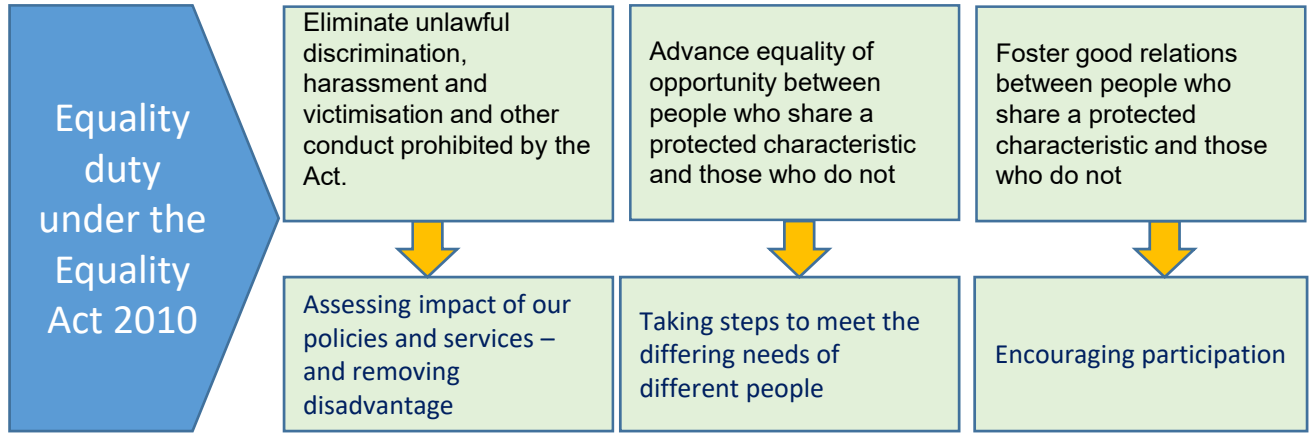 Equality
duty
under the
Equality
Act 2010
Eliminate unlawful
discrimination,
harassment and
victimisation and other
conduct prohibited by the
Act.
Advance equality of
opportunity between
people who share a
protected characteristic
and those who do not
Foster good relations
between people who
share a protected
characteristic and those
who do not
Assessing impact of our
policies and services –
and removing
disadvantage
Taking steps to meet the
differing needs of
different people
Encouraging participation